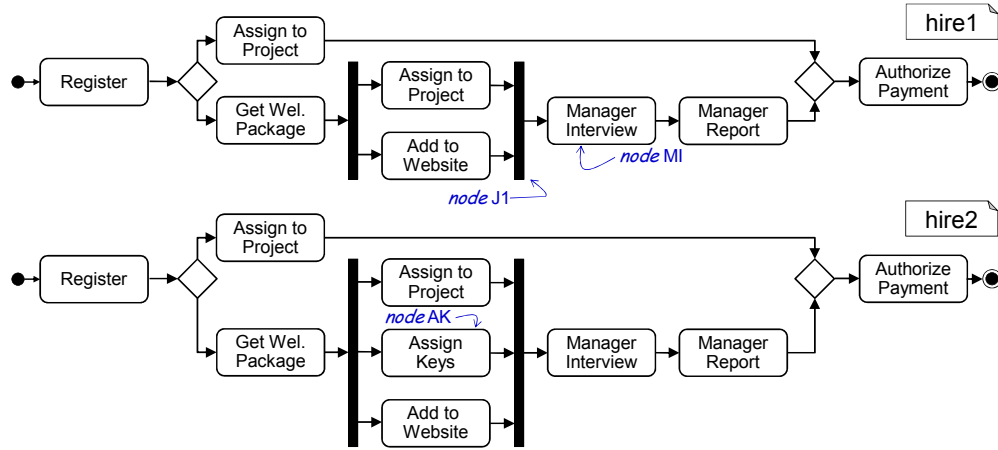 hire1
Assign to
Project
Register
Get Wel.
Package
Assign to
Project
Add to
Website
Manager
Interview
Manager
Report
Authorize
Payment
node MI
node J1
hire2
Assign to
Project
Register
Get Wel.
Package
Assign to
Project
node AK
Assign
Keys
Add to
Website
Manager
Interview
Manager
Report
Authorize
Payment